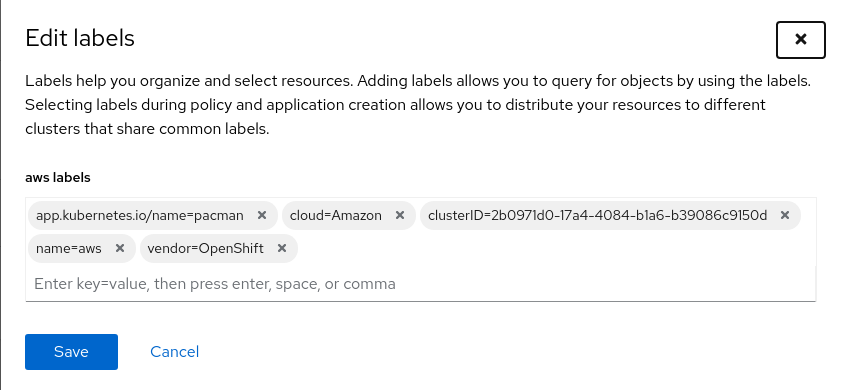 Edit labels
Labels help you organize and select resources. Adding labels allows you to query for objects by using the labels.
Selecting labels during policy and application creation allows you to distribute your resources to different
clusters that share common labels.
aws labels
app.kubernetes.io/name=pacman cloud=Amazon clusterID=2b0971d0-17a4-4084-b1a6-b39086c9150d
name=aws vendor=OpenShift
Enter key=value, then press enter, space, or comma
Save Cancel